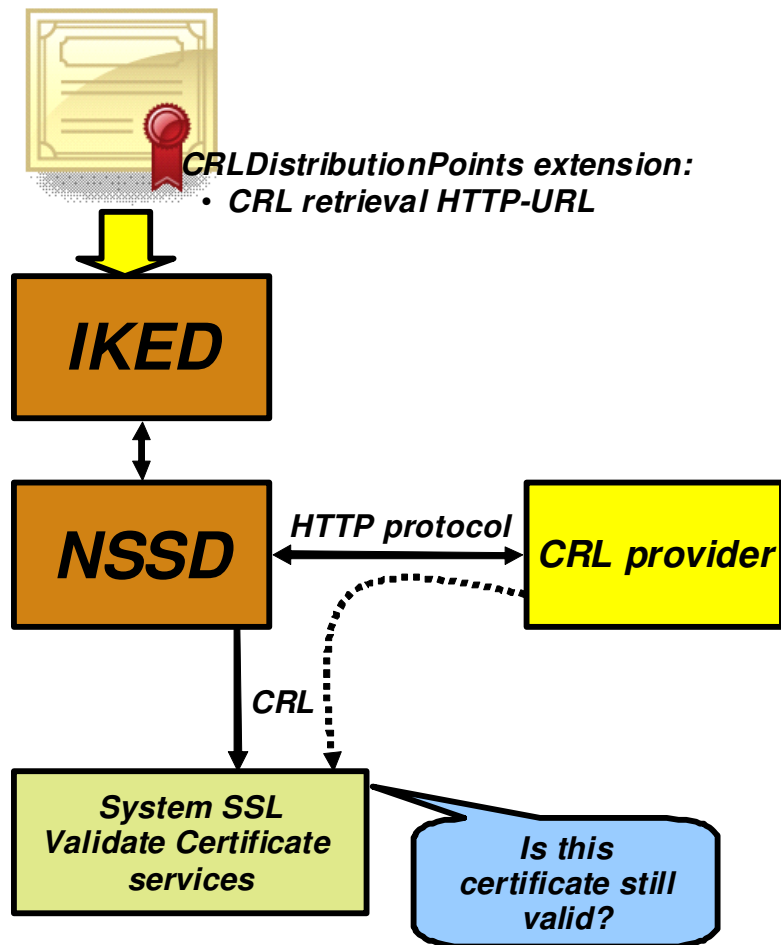 CRLDistributionPoints extension:
• CRL retrieval HTTP-URL
IKED
NSSD
HTTP protocol
CRL provider
CRL
System SSL
Validate Certificate
services
Is this
certificate still
valid?